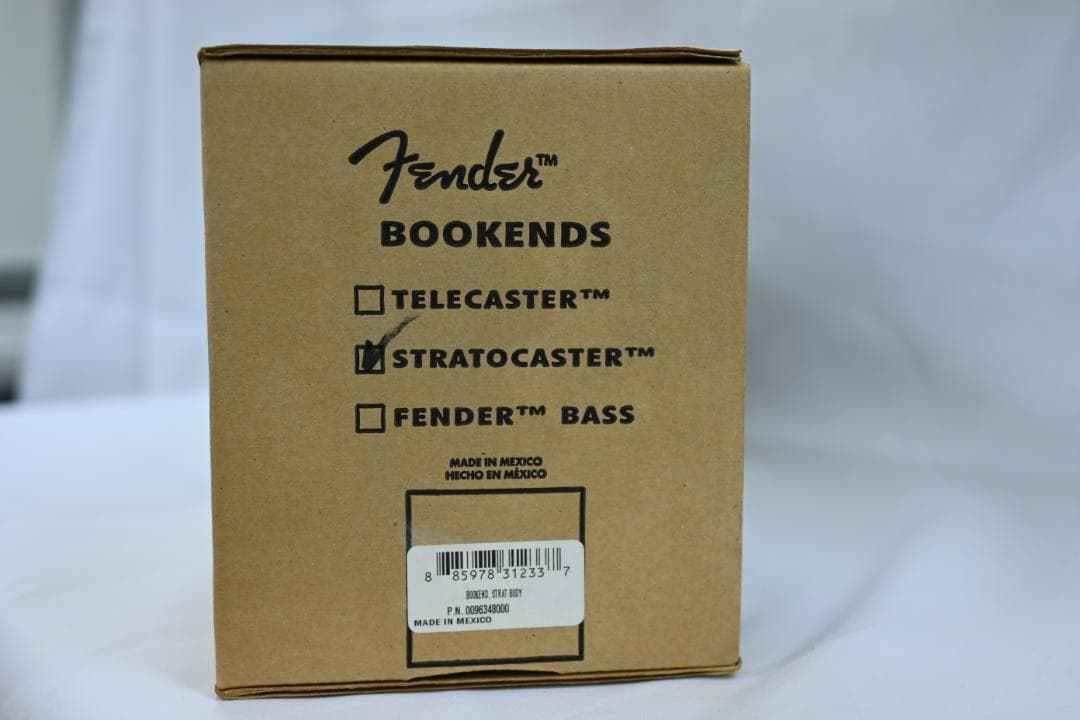 Fender™
BOOKENDS
TELECASTER™
STRATOCASTER™
FENDER™ BASS
MADE IN MEXICO
HECHO EN MÉXICO
8 85978 31233 7
BOOKEND, STRAT BODY
P.N. 0096348000
MADE IN MEXICO